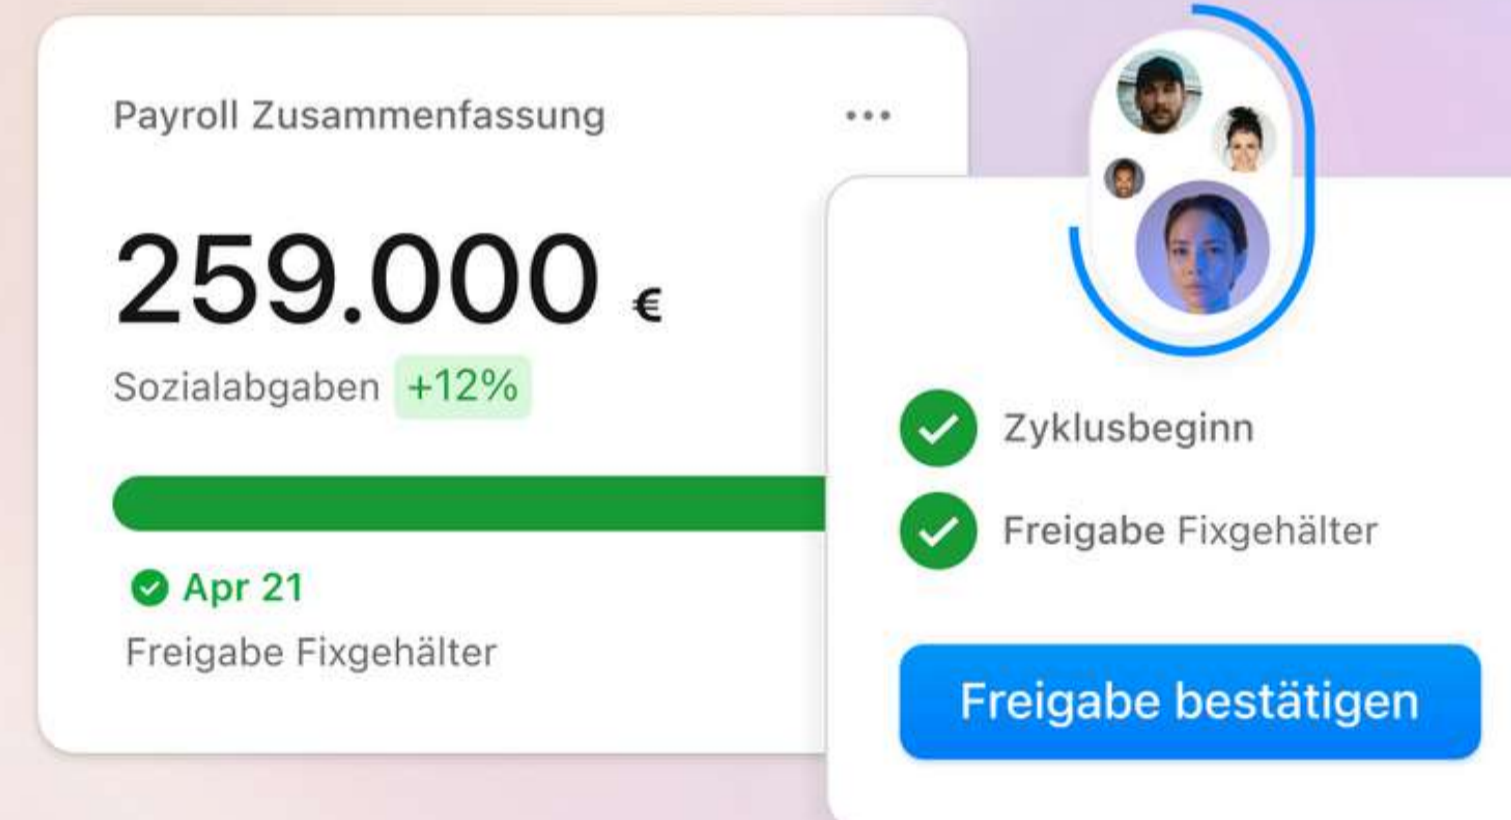 Payroll Zusammenfassung
259.000 €
Sozialabgaben +12%
Apr 21
Freigabe Fixgehälter
Zyklusbeginn
Freigabe Fixgehälter
Freigabe bestätigen